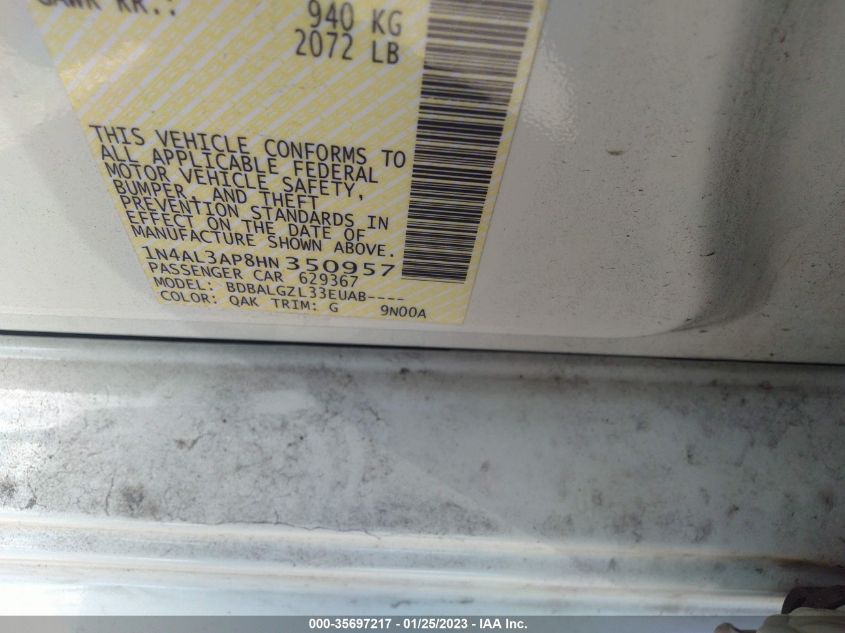 GAWR RR.:
940 KG
2072 LB
THIS VEHICLE CONFORMS TO
ALL APPLICABLE FEDERAL
MOTOR VEHICLE SAFETY,
BUMPER, AND THEFT
PREVENTION STANDARDS IN
EFFECT ON THE DATE OF
MANUFACTURE SHOWN ABOVE.
1N4AL3AP8HN350957
PASSENGER CAR 629367
MODEL: BDBALGZL33EUAB----
COLOR: QAK TRIM: G 9N00A
000-35697217 - 01/25/2023 - IAA Inc.